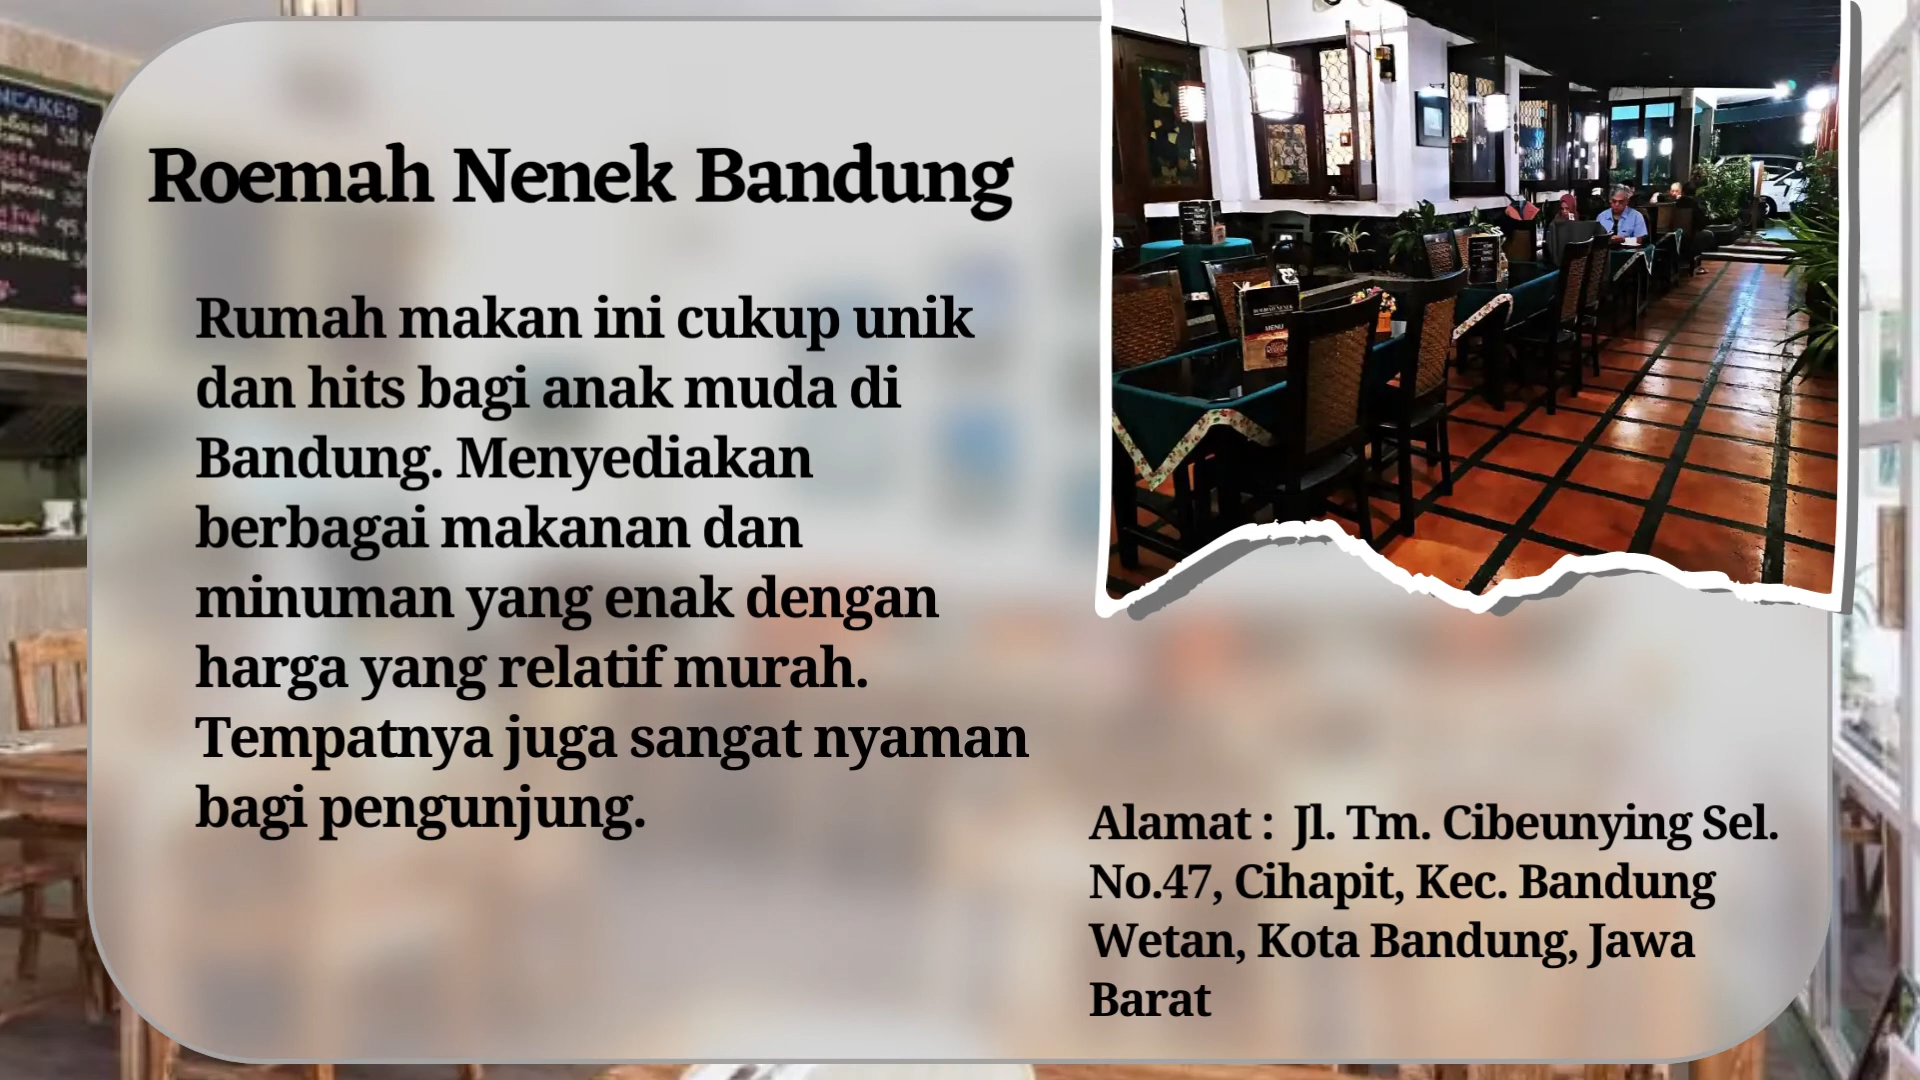 Roemah Nenek Bandung
Rumah makan ini cukup unik
dan hits bagi anak muda di
Bandung. Menyediakan
berbagai makanan dan
minuman yang enak dengan
harga yang relatif murah.
Tempatnya juga sangat nyaman
bagi pengunjung.
MENU
Alamat :  Jl. Tm. Cibeunying Sel.
No.47, Cihapit, Kec. Bandung
Wetan, Kota Bandung, Jawa
Barat